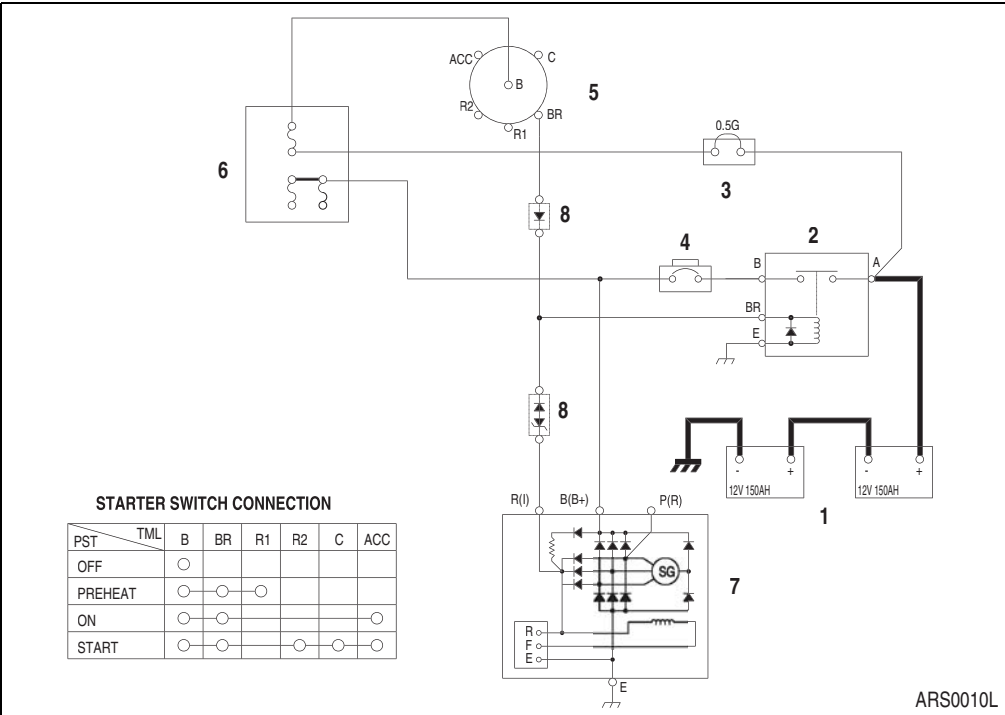 ACC
C
B
5
R2
BR
R1
0.5G
6
3
8
4
2
B
A
BR
E
8
- +
- +
12V 150AH
12V 150AH
1
STARTER SWITCH CONNECTION
PST TML B BR R1 R2 C ACC
OFF
PREHEAT
ON
START
R(I) B(B+) P(R)
SG
7
R
F
E
E
ARS0010L